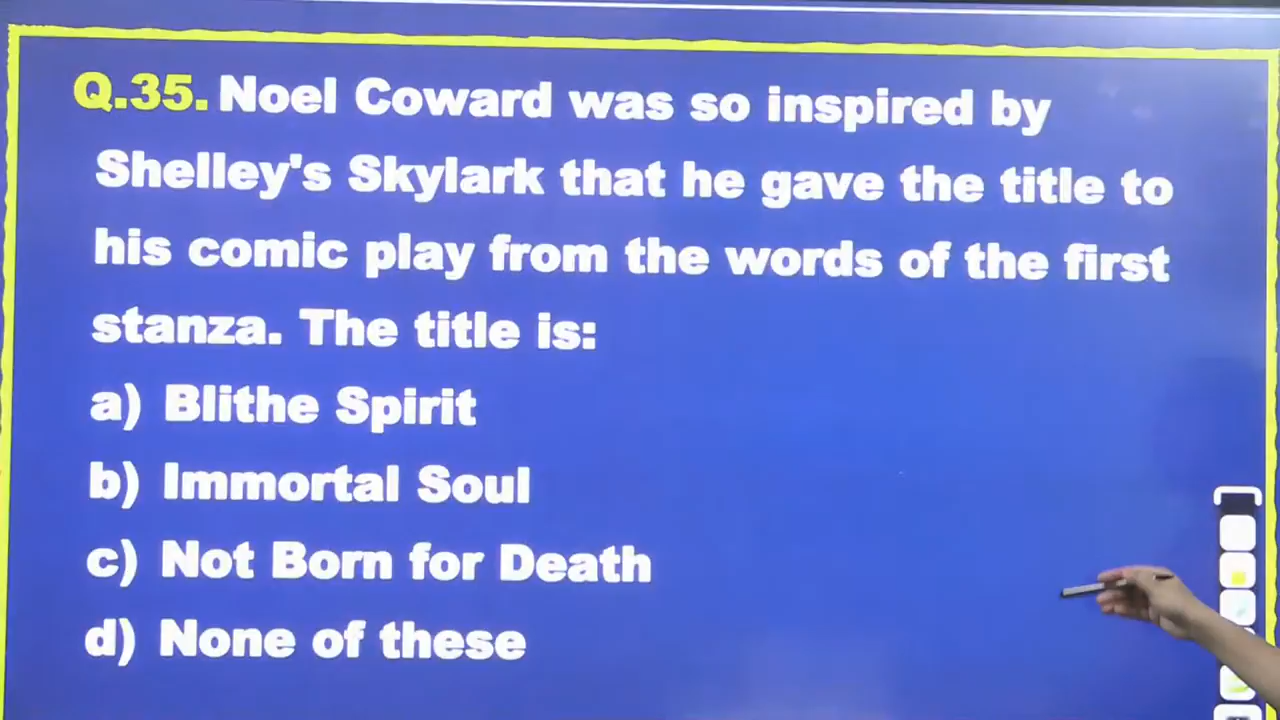 Q.35. Noel Coward was so inspired by
Shelley's Skylark that he gave the title to
his comic play from the words of the first
stanza. The title is:
a) Blithe Spirit
b) Immortal Soul
c) Not Born for Death
d) None of these